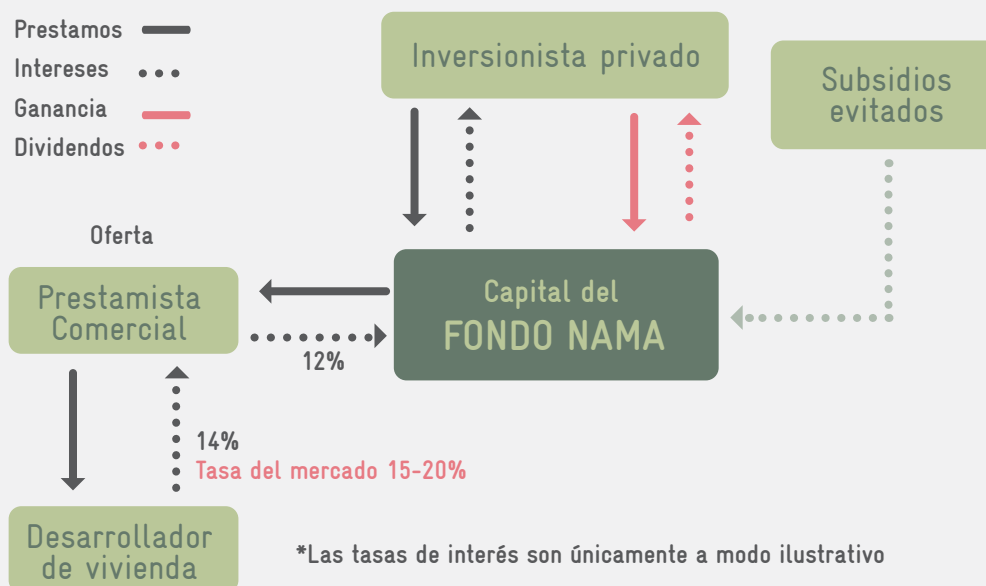 Prestamos
Intereses
Ganancia
Dividendos
Inversionista privado
Subsidios
evitados
Oferta
Prestamista
Comercial
12%
Capital del
FONDO NAMA
14%
Tasa del mercado 15-20%
Desarrollador
de vivienda
*Las tasas de interés son únicamente a modo ilustrativo